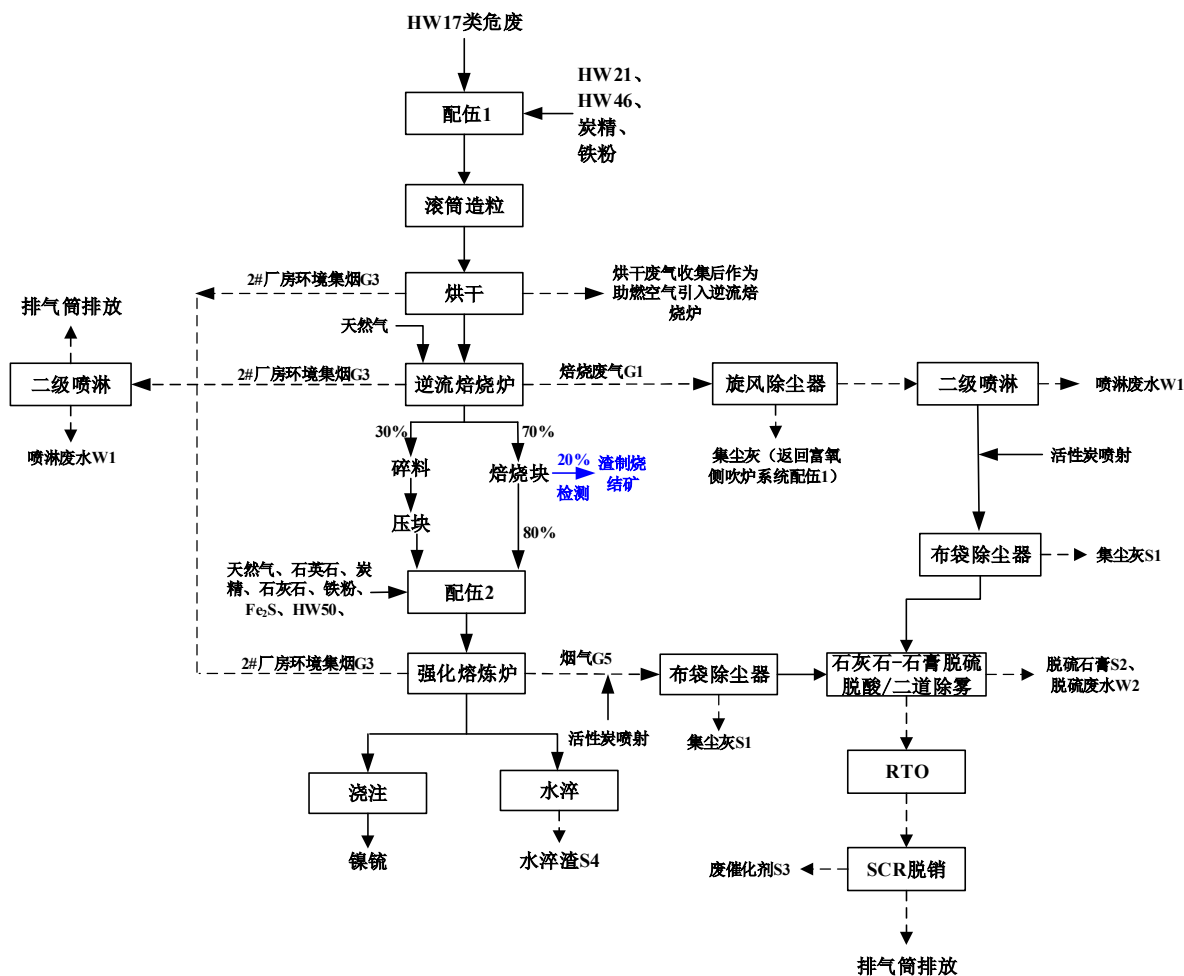 HW17类危废
HW21、
HW46、
炭精、
铁粉
配伍1
滚筒造粒
2#厂房环境集烟G3
烘干
烘干废气收集后作为
助燃空气引入逆流焙
烧炉
排气筒排放
天然气
二级喷淋
2#厂房环境集烟G3
逆流焙烧炉
焙烧废气G1
旋风除尘器
二级喷淋
喷淋废水W1
喷淋废水W1
30%
70%
碎料
焙烧块
20%
检测
渣制烧
结矿
集尘灰（返回富氧
侧吹炉系统配伍1）
活性炭喷射
压块
80%
布袋除尘器
集尘灰S1
天然气、石英石、炭
精、石灰石、铁粉、
Fe2S、HW50、
配伍2
2#厂房环境集烟G3
强化熔炼炉
烟气G5
布袋除尘器
石灰石-石膏脱硫
脱酸/二道除雾
脱硫石膏S2、
脱硫废水W2
活性炭喷射
集尘灰S1
浇注
水淬
RTO
镍锍
水淬渣S4
废催化剂S3
SCR脱销
排气筒排放